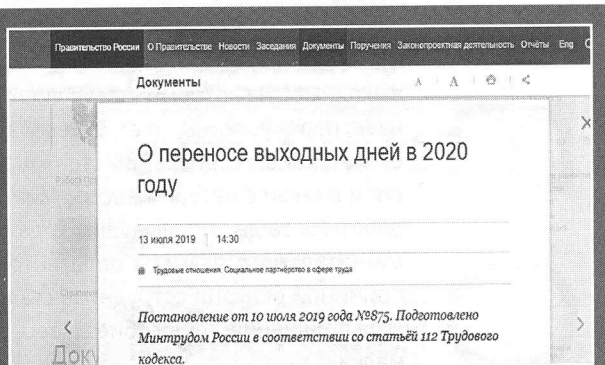 Правительство России О Правительстве Новости Заседания Документы Поручения Законопроектная деятельность Отчёты Eng
Документы
А А
О переносе выходных дней в 2020
году
13 июля 2019 | 14:30
Трудовые отношения. Социальное партнёрство в сфере труда
Постановление от 10 июля 2019 года №875. Подготовлено
Минтрудом России в соответствии со статьёй 112 Трудового
кодекса.
Доку